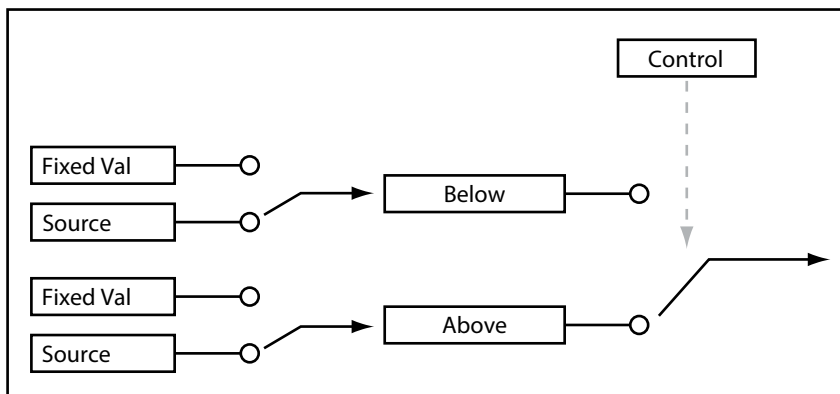 Control
Fixed Val
Below
Source
Fixed Val
Above
Source